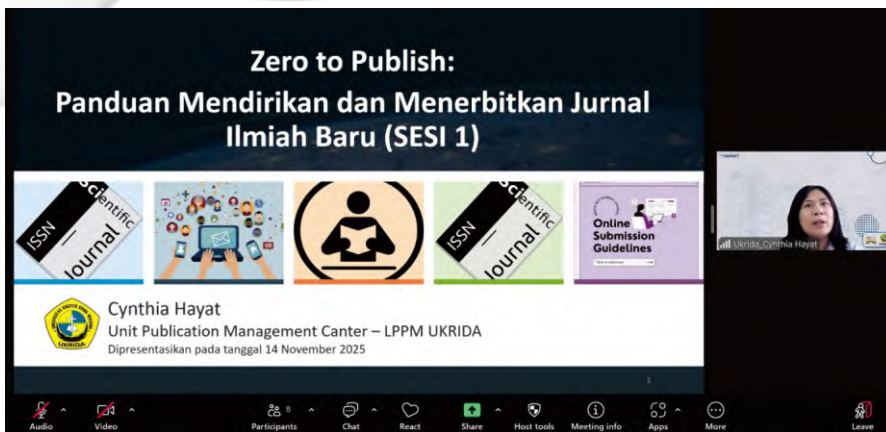 Zero to Publish:
Panduan Mendirikan dan Menerbitkan Jurnal
Ilmiah Baru (SESI 1)
ISSN
Scientific
Journal
ISSN
Scientific
Journal
Online
Submission
Guidelines
UKRIDA
Cynthia Hayat
Unit Publication Management Canter – LPPM UKRIDA
Dipresentasikan pada tanggal 14 November 2025
1
Ukrida_Cynthia Hayat
8
Audio
Video
Participants
Chat
React
Share
Host tools
Meeting info
Apps
More
Leave